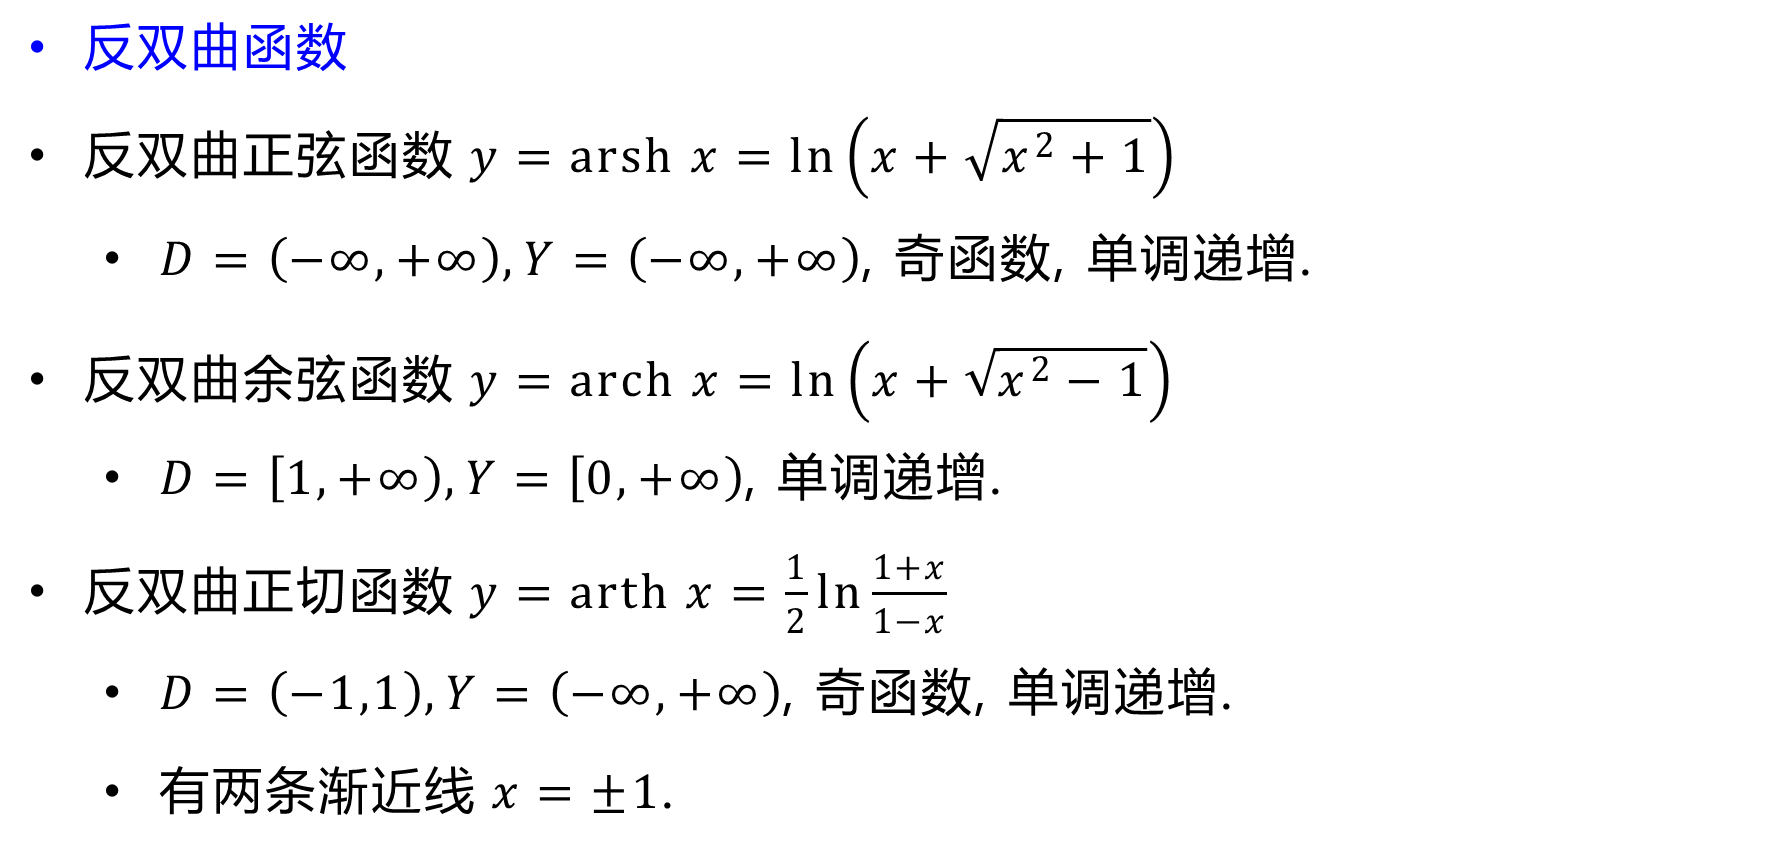 • 反双曲函数
• 反双曲正弦函数 y = arsh x = ln(x + √(x² + 1))
• D = (−∞, +∞), Y = (−∞, +∞), 奇函数, 单调递增.
• 反双曲余弦函数 y = arch x = ln(x + √(x² − 1))
• D = [1, +∞), Y = [0, +∞), 单调递增.
• 反双曲正切函数 y = arth x = 1/2 ln (1+x)/(1−x)
• D = (−1,1), Y = (−∞, +∞), 奇函数, 单调递增.
• 有两条渐近线 x = ±1.